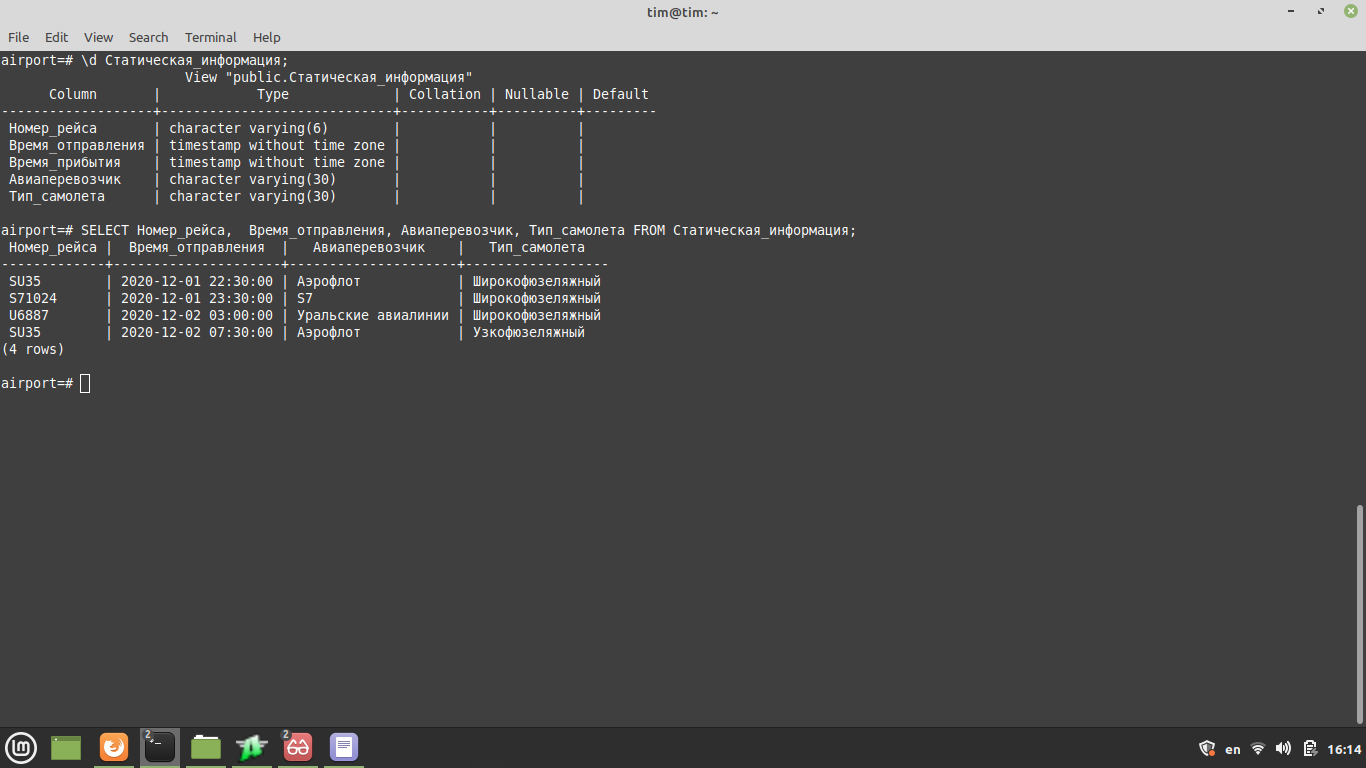 tim@tim: ~
File Edit View Search Terminal Help
airport=# \d Статическая_информация;
View "public.Статическая_информация"
Column | Type | Collation | Nullable | Default
-------------------+-----------------------------+-----------+----------+---------
Номер_рейса | character varying(6) | | |
Время_отправления | timestamp without time zone | | |
Время_прибытия | timestamp without time zone | | |
Авиаперевозчик | character varying(30) | | |
Тип_самолета | character varying(30) | | |
airport=# SELECT Номер_рейса,  Время_отправления, Авиаперевозчик, Тип_самолета FROM Статическая_информация;
Номер_рейса | Время_отправления | Авиаперевозчик | Тип_самолета
-------------+---------------------+---------------------+------------------
SU35 | 2020-12-01 22:30:00 | Аэрофлот | Широкофюзеляжный
S71024 | 2020-12-01 23:30:00 | S7 | Широкофюзеляжный
U6887 | 2020-12-02 03:00:00 | Уральские авиалинии | Широкофюзеляжный
SU35 | 2020-12-02 07:30:00 | Аэрофлот | Узкофюзеляжный
(4 rows)
airport=#
2 2 en 16:14